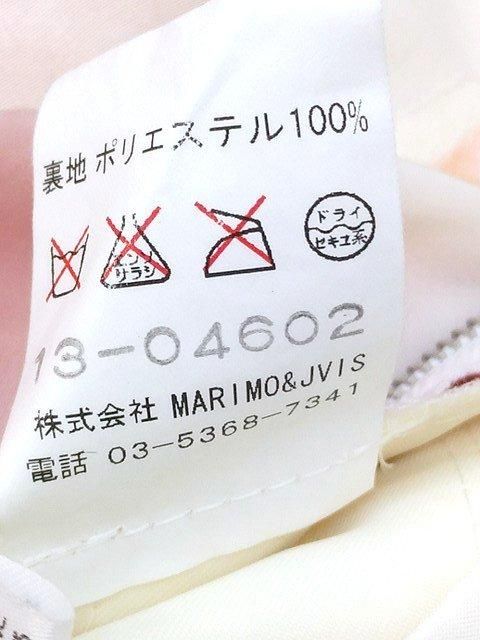 裏地 ポリエステル100%
エンソ
サラシ
ドライ
セキユ系
13-04602
株式会社 MARIMO&JVIS
電話 03-5368-7341